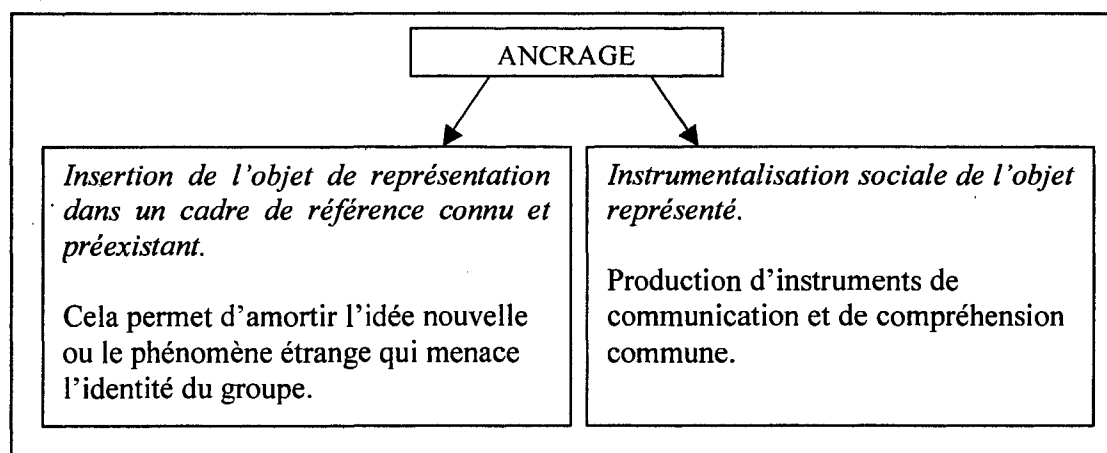 ANCRAGE
Insertion de l'objet de représentation
dans un cadre de référence connu et
préexistant.
Cela permet d'amortir l'idée nouvelle
ou le phénomène étrange qui menace
l'identité du groupe.
Instrumentalisation sociale de l'objet
représenté.
Production d'instruments de
communication et de compréhension
commune.